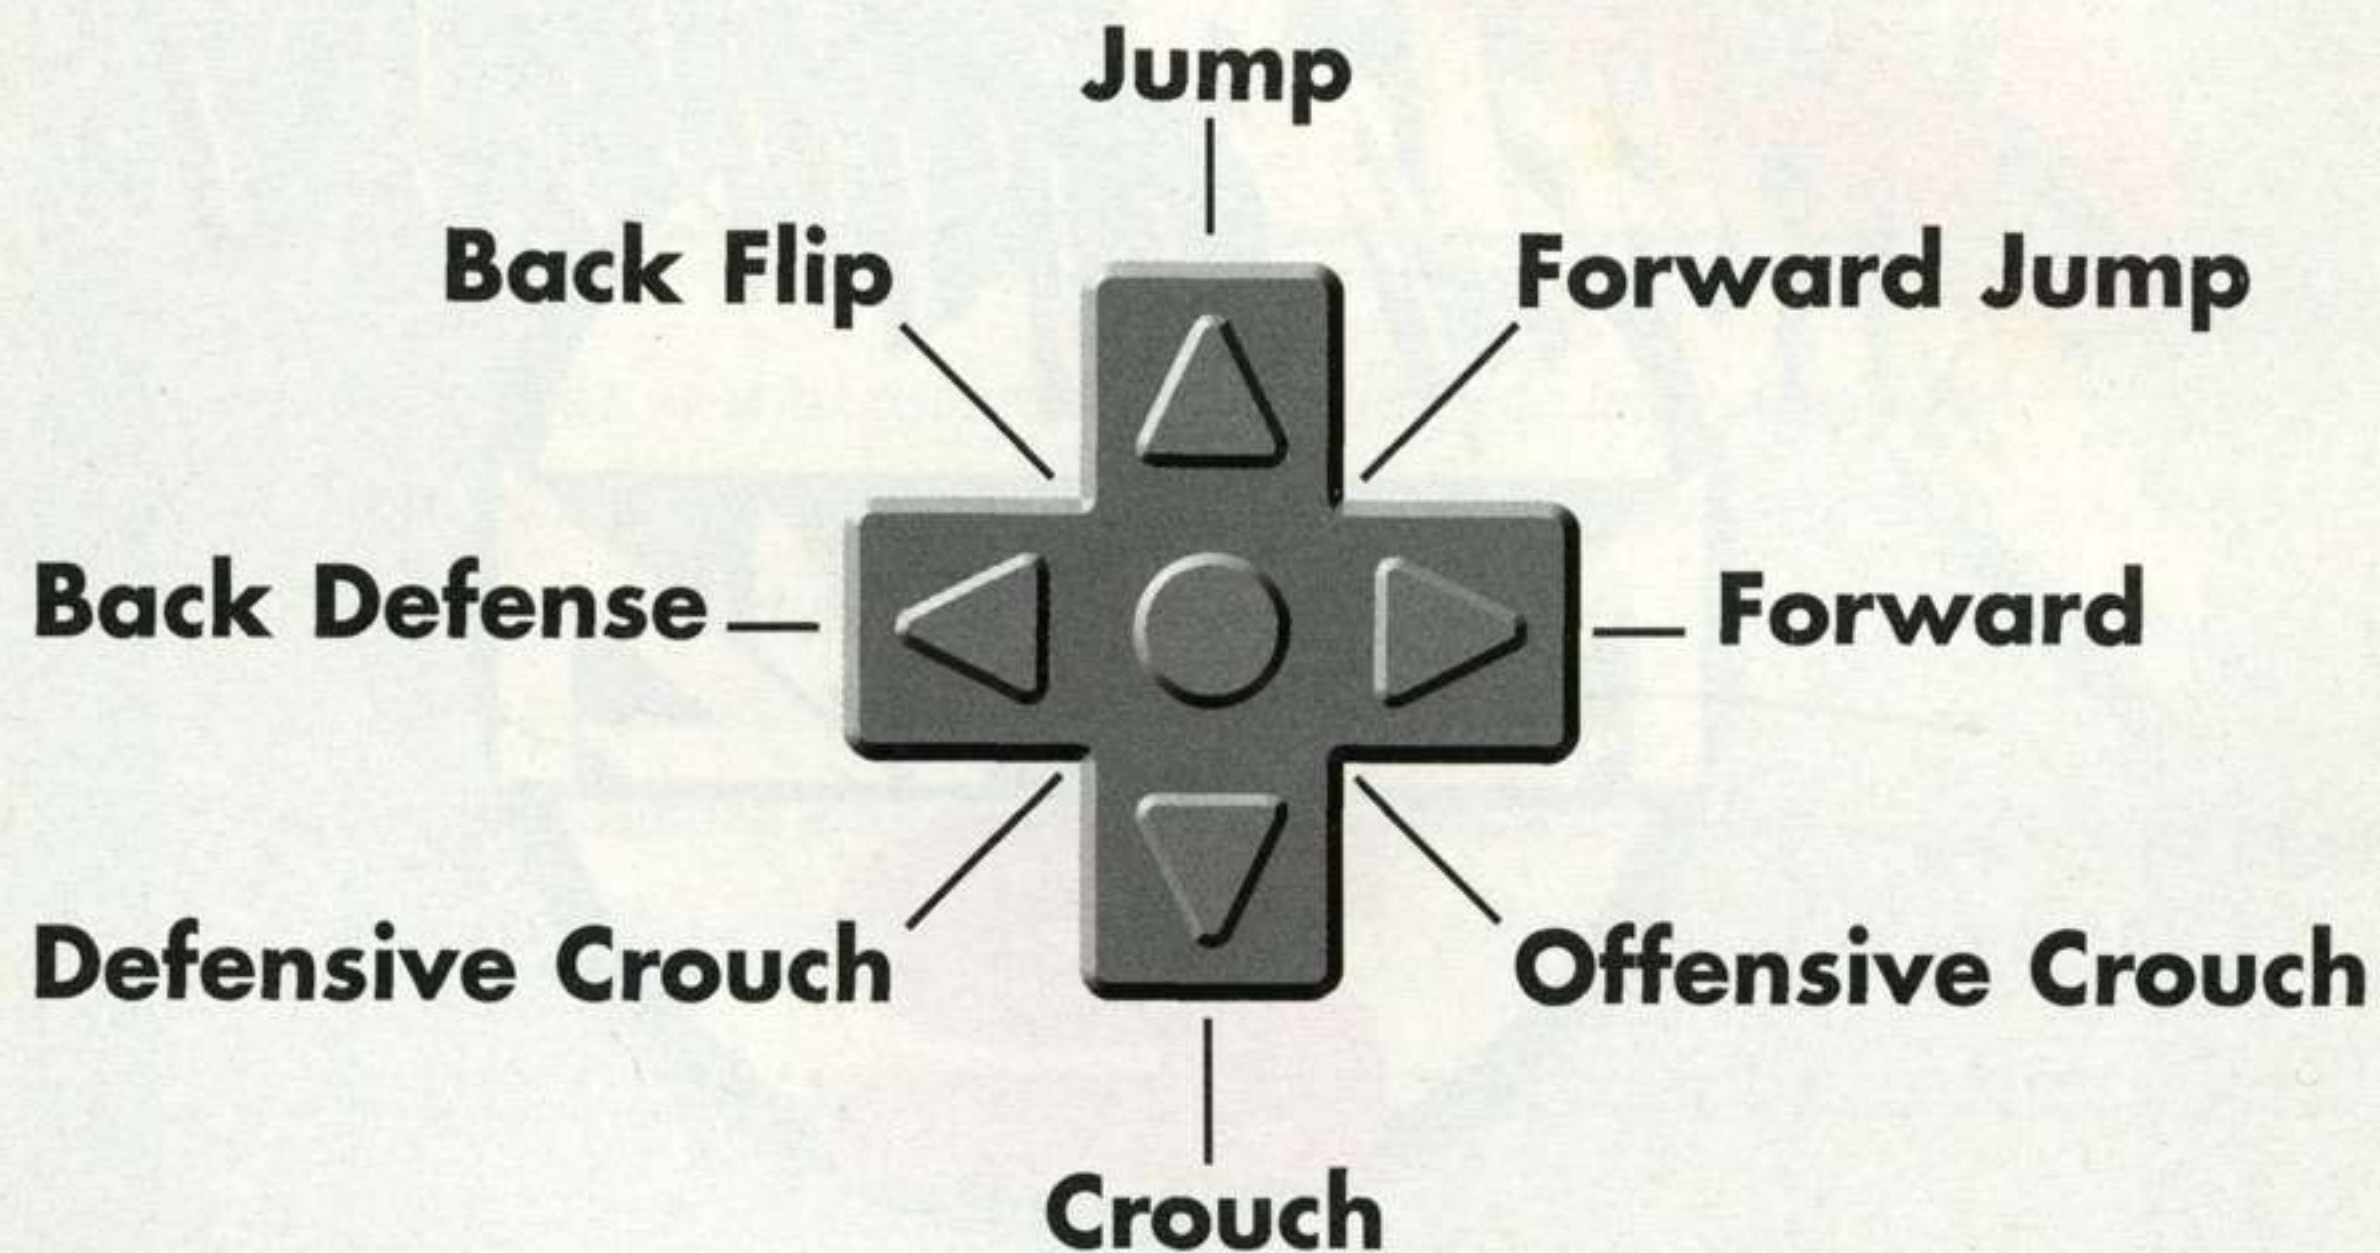 Jump
Back Flip
Forward Jump
Back Defense
Forward
Defensive Crouch
Offensive Crouch
Crouch